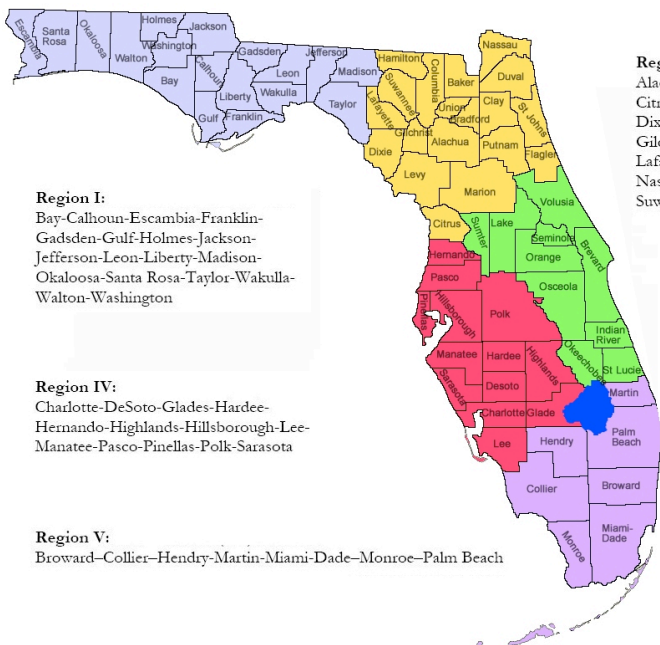 Escambia
Santa
Rosa
Okaloosa
Walton
Holmes
Washington
Jackson
Bay
Calhoun
Gulf
Liberty
Gadsden
Franklin
Leon
Wakulla
Jefferson
Madison
Taylor
Hamilton
Suwannee
Lafayette
Columbia
Baker
Nassau
Duval
Union
Bradford
Clay
St Johns
Gilchrist
Alachua
Putnam
Flagler
Dixie
Levy
Marion
Citrus
Volusia
Sumter
Lake
Seminole
Orange
Brevard
Osceola
Indian
River
Okeechobee
St Lucie
Hernando
Pasco
Pinellas
Hillsborough
Polk
Manatee
Hardee
Highlands
Sarasota
Desoto
Charlotte
Glade
Lee
Martin
Hendry
Palm
Beach
Collier
Broward
Monroe
Miami-
Dade
Region I:
Bay-Calhoun-Escambia-Franklin-
Gadsden-Gulf-Holmes-Jackson-
Jefferson-Leon-Liberty-Madison-
Okaloosa-Santa Rosa-Taylor-Wakulla-
Walton-Washington
Region IV:
Charlotte-DeSoto-Glades-Hardee-
Hernando-Highlands-Hillsborough-Lee-
Manatee-Pasco-Pinellas-Polk-Sarasota
Region V:
Broward–Collier–Hendry-Martin-Miami-Dade–Monroe–Palm Beach